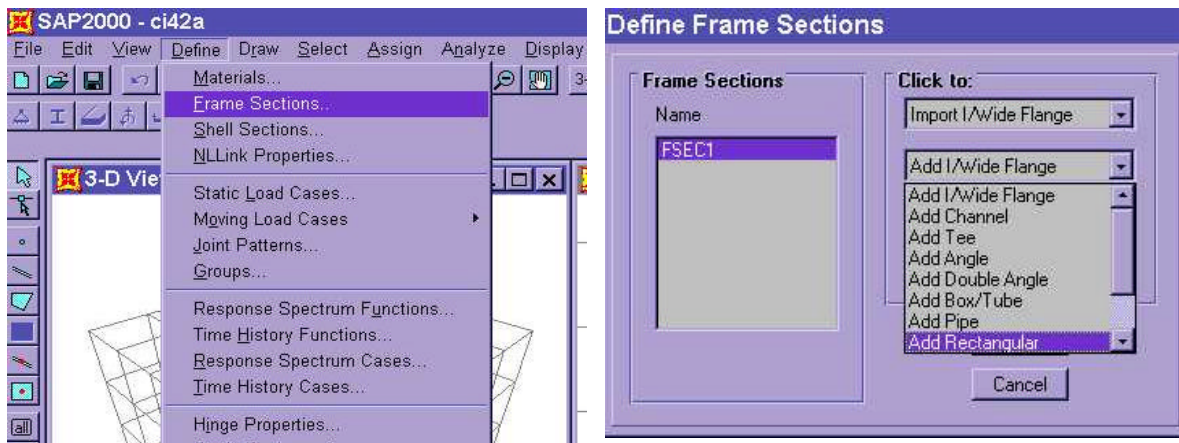 SAP2000 - ci42a
File Edit View Define Draw Select Assign Analyze Display
Materials...
Frame Sections..
Shell Sections...
NLLink Properties...
Static Load Cases...
Moving Load Cases
Joint Patterns...
Groups...
Response Spectrum Functions...
Time History Functions...
Response Spectrum Cases...
Time History Cases...
Hinge Properties...
3-D Vie
3-
all
Define Frame Sections
Frame Sections
Name
FSEC1
Click to:
Import I/Wide Flange
Add I/Wide Flange
Add I/Wide Flange
Add Channel
Add Tee
Add Angle
Add Double Angle
Add Box/Tube
Add Pipe
Add Rectangular
Cancel